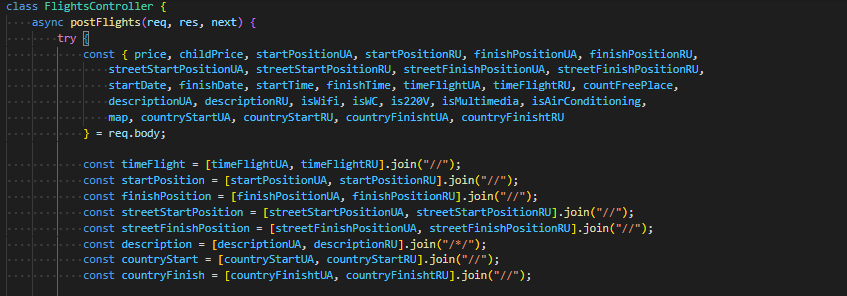 class FlightsController {
async postFlights(req, res, next) {
try {
const { price, childPrice, startPositionUA, startPositionRU, finishPositionUA, finishPositionRU,
streetStartPositionUA, streetStartPositionRU, streetFinishPositionUA, streetFinishPositionRU,
startDate, finishDate, startTime, finishTime, timeFlightUA, timeFlightRU, countFreePlace,
descriptionUA, descriptionRU, isWifi, isWC, is220V, isMultimedia, isAirConditioning,
map, countryStartUA, countryStartRU, countryFinishtUA, countryFinishtRU
} = req.body;
const timeFlight = [timeFlightUA, timeFlightRU].join("//");
const startPosition = [startPositionUA, startPositionRU].join("//");
const finishPosition = [finishPositionUA, finishPositionRU].join("//");
const streetStartPosition = [streetStartPositionUA, streetStartPositionRU].join("//");
const streetFinishPosition = [streetFinishPositionUA, streetFinishPositionRU].join("//");
const description = [descriptionUA, descriptionRU].join("/*/");
const countryStart = [countryStartUA, countryStartRU].join("//");
const countryFinish = [countryFinishtUA, countryFinishtRU].join("//");